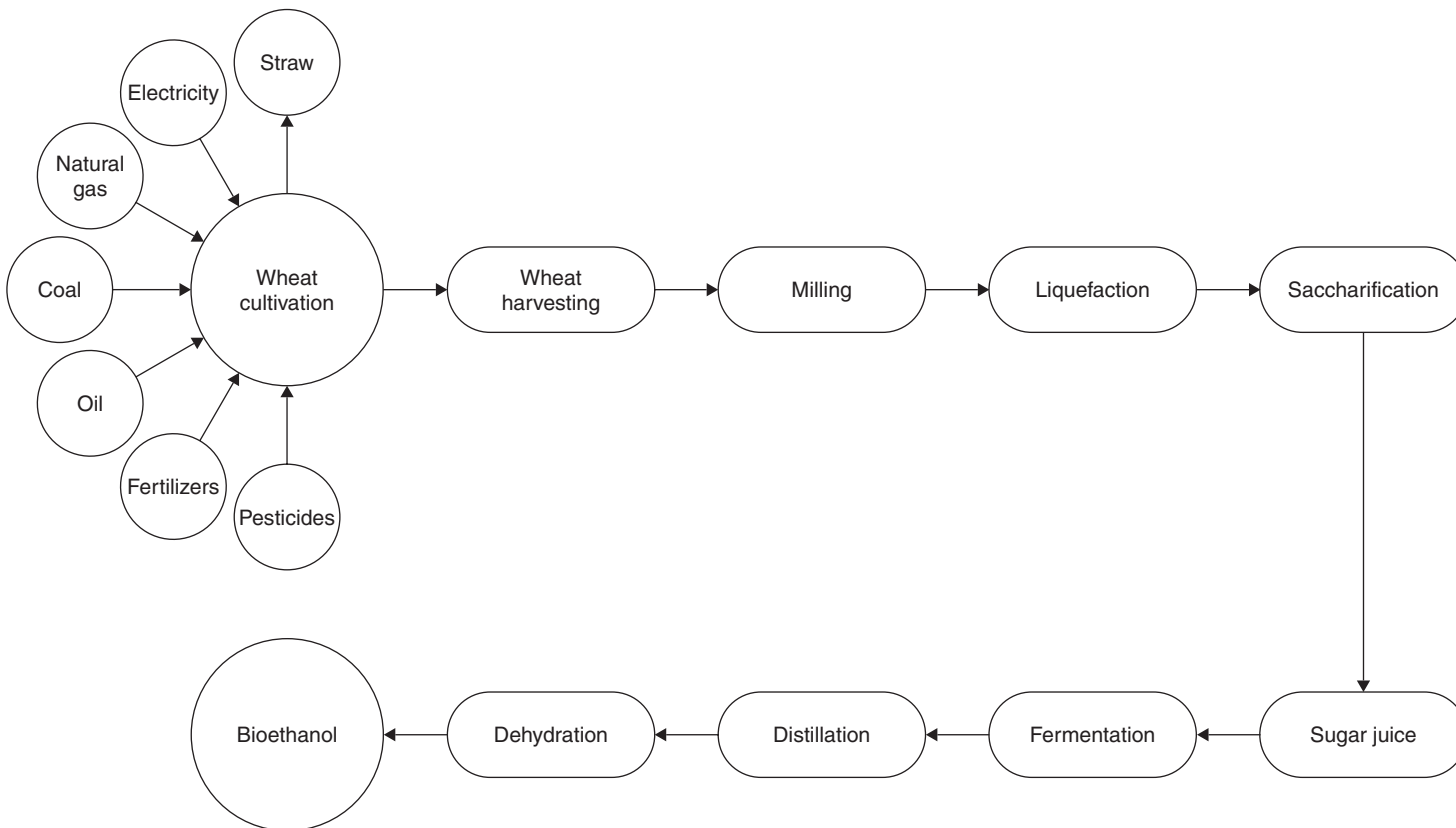 Straw
Electricity
Natural
gas
Coal
Oil
Fertilizers
Pesticides
Wheat
cultivation
Wheat
harvesting
Milling
Liquefaction
Saccharification
Sugar juice
Fermentation
Distillation
Dehydration
Bioethanol